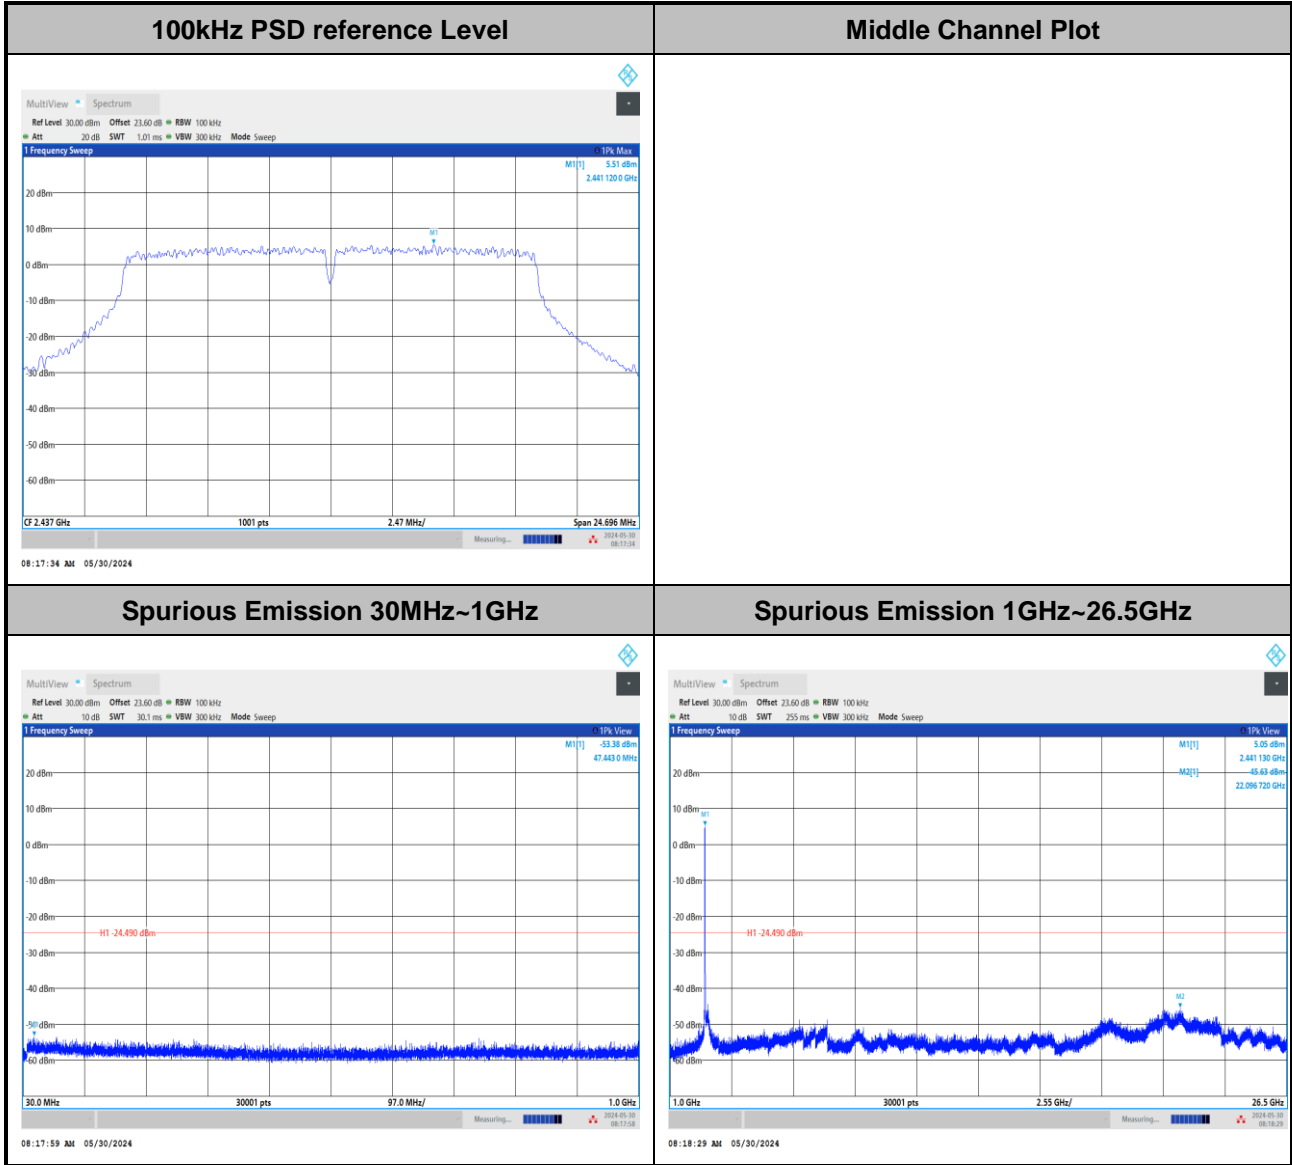 100kHz PSD reference Level
Middle Channel Plot
MultiView Spectrum
Ref Level 30.00 dBm Offset 23.60 dB RBW 100 kHz
Att 20 dB SWT 1.01 ms VBW 300 kHz Mode Sweep
1 Frequency Sweep 1Pk Max
M1[1] 5.51 dBm
2.441 120 0 GHz
20 dBm
M1
10 dBm
0 dBm
-10 dBm
-20 dBm
-30 dBm
-40 dBm
-50 dBm
-60 dBm
CF 2.437 GHz 1001 pts 2.47 MHz/ Span 24.696 MHz
Measuring... 2024-05-30
08:17:34
08:17:34 AM 05/30/2024
Spurious Emission 30MHz~1GHz
Spurious Emission 1GHz~26.5GHz
MultiView Spectrum
Ref Level 30.00 dBm Offset 23.60 dB RBW 100 kHz
Att 10 dB SWT 30.1 ms VBW 300 kHz Mode Sweep
1 Frequency Sweep 1Pk View
M1[1] -53.38 dBm
47.443 0 MHz
20 dBm
10 dBm
0 dBm
-10 dBm
-20 dBm
H1 -24.490 dBm
-30 dBm
-40 dBm
-50 dBm
-60 dBm
30.0 MHz 30001 pts 97.0 MHz/ 1.0 GHz
Measuring... 2024-05-30
08:17:58
08:17:59 AM 05/30/2024
MultiView Spectrum
Ref Level 30.00 dBm Offset 23.60 dB RBW 100 kHz
Att 10 dB SWT 255 ms VBW 300 kHz Mode Sweep
1 Frequency Sweep 1Pk View
M1[1] 5.05 dBm
2.441 130 GHz
M2[1] -45.63 dBm
22.096 720 GHz
20 dBm
10 dBm
M1
0 dBm
-10 dBm
-20 dBm
H1 -24.490 dBm
-30 dBm
-40 dBm
M2
-50 dBm
-60 dBm
1.0 GHz 30001 pts 2.55 GHz/ 26.5 GHz
Measuring... 2024-05-30
08:18:29
08:18:29 AM 05/30/2024